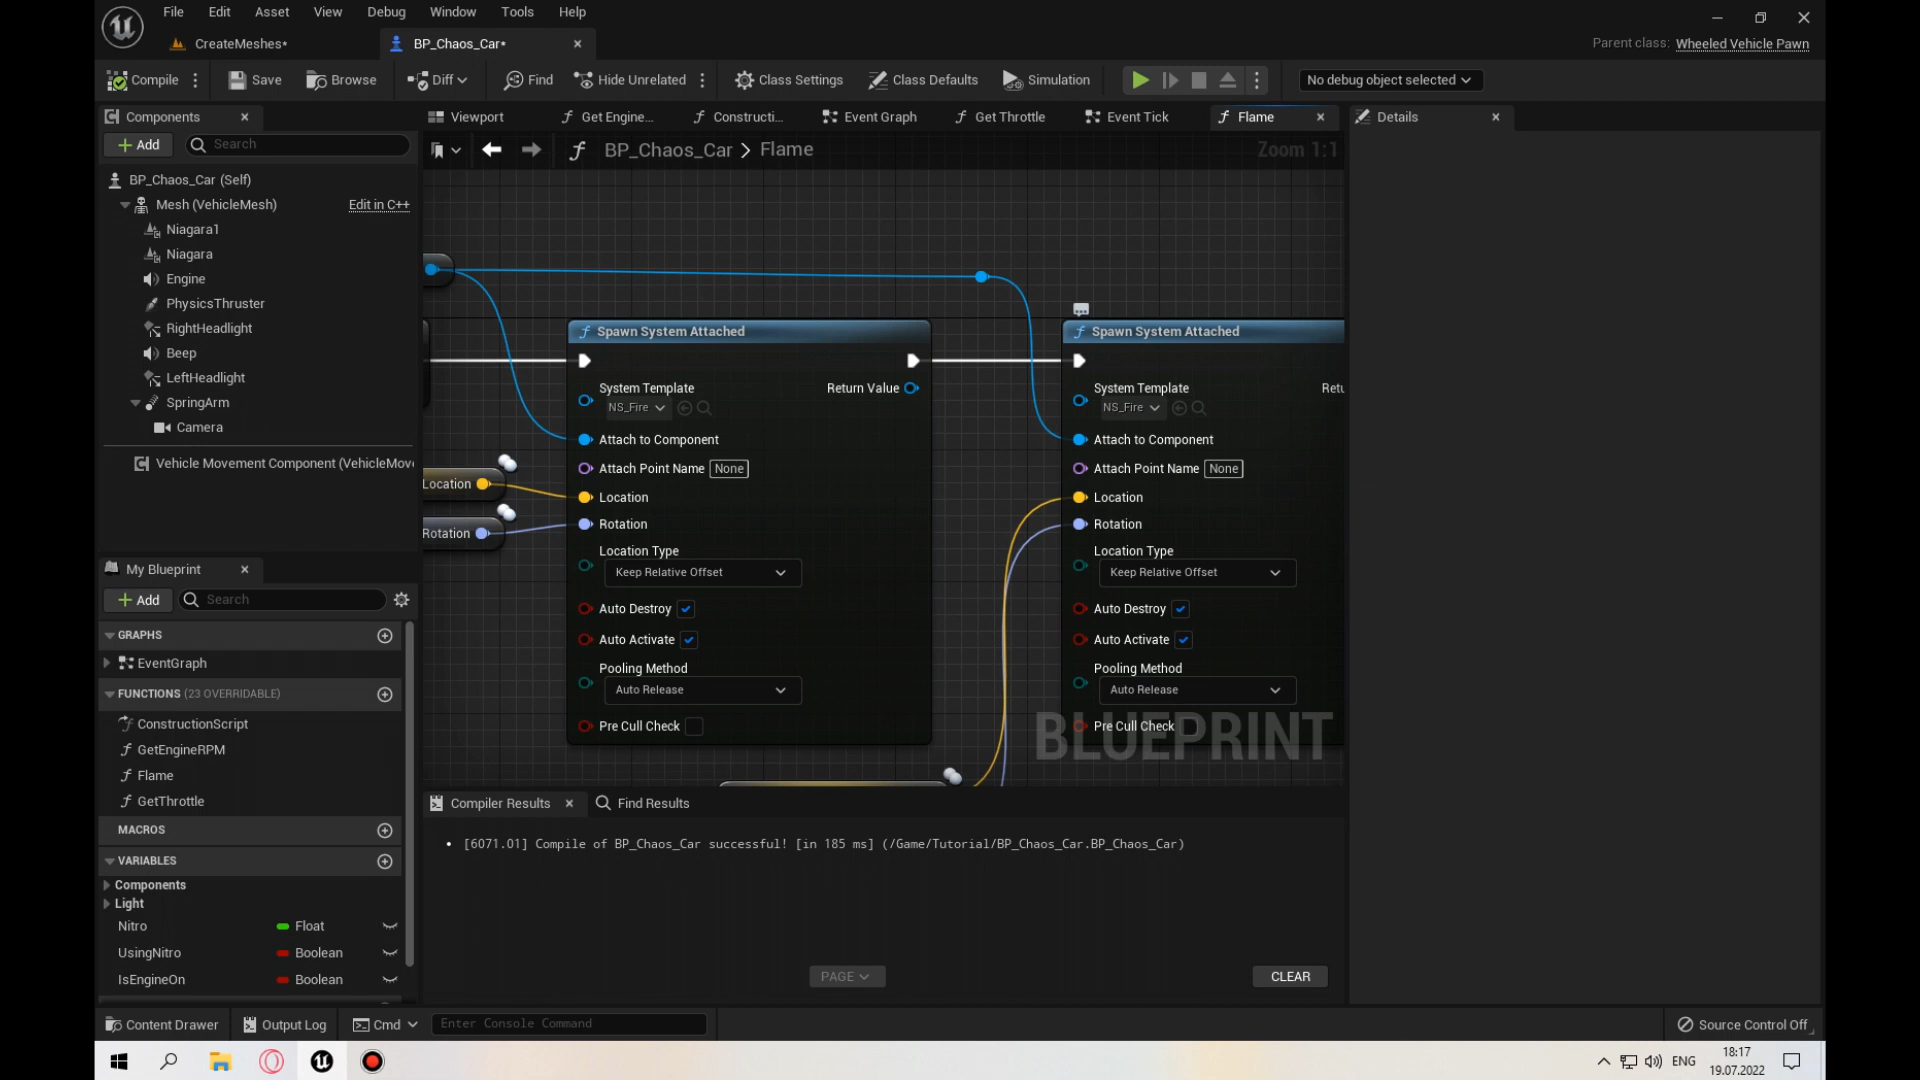 File Edit Asset View Debug Window Tools Help
CreateMeshes*
BP_Chaos_Car*
Parent class: Wheeled Vehicle Pawn
Compile
Save
Browse
Diff
Find
Hide Unrelated
Class Settings
Class Defaults
Simulation
No debug object selected
Components
Add
Search
BP_Chaos_Car (Self)
Mesh (VehicleMesh)
Edit in C++
Niagara1
Niagara
Engine
PhysicsThruster
RightHeadlight
Beep
LeftHeadlight
SpringArm
Camera
Vehicle Movement Component (VehicleMov
My Blueprint
Add
Search
GRAPHS
EventGraph
FUNCTIONS (23 OVERRIDABLE)
ConstructionScript
GetEngineRPM
Flame
GetThrottle
MACROS
VARIABLES
Components
Light
Nitro Float
UsingNitro Boolean
IsEngineOn Boolean
Viewport
Get Engine...
Constructi...
Event Graph
Get Throttle
Event Tick
Flame
BP_Chaos_Car > Flame
Zoom 1:1
Location
Rotation
Spawn System Attached
System Template
NS_Fire
Return Value
Attach to Component
Attach Point Name None
Location
Rotation
Location Type
Keep Relative Offset
Auto Destroy
Auto Activate
Pooling Method
Auto Release
Pre Cull Check
Spawn System Attached
System Template
NS_Fire
Retu
Attach to Component
Attach Point Name None
Location
Rotation
Location Type
Keep Relative Offset
Auto Destroy
Auto Activate
Pooling Method
Auto Release
Pre Cull Check
BLUEPRINT
Details
Compiler Results
Find Results
[6071.01] Compile of BP_Chaos_Car successful! [in 185 ms] (/Game/Tutorial/BP_Chaos_Car.BP_Chaos_Car)
PAGE
CLEAR
Content Drawer
Output Log
Cmd
Enter Console Command
Source Control Off
ENG
18:17
19.07.2022